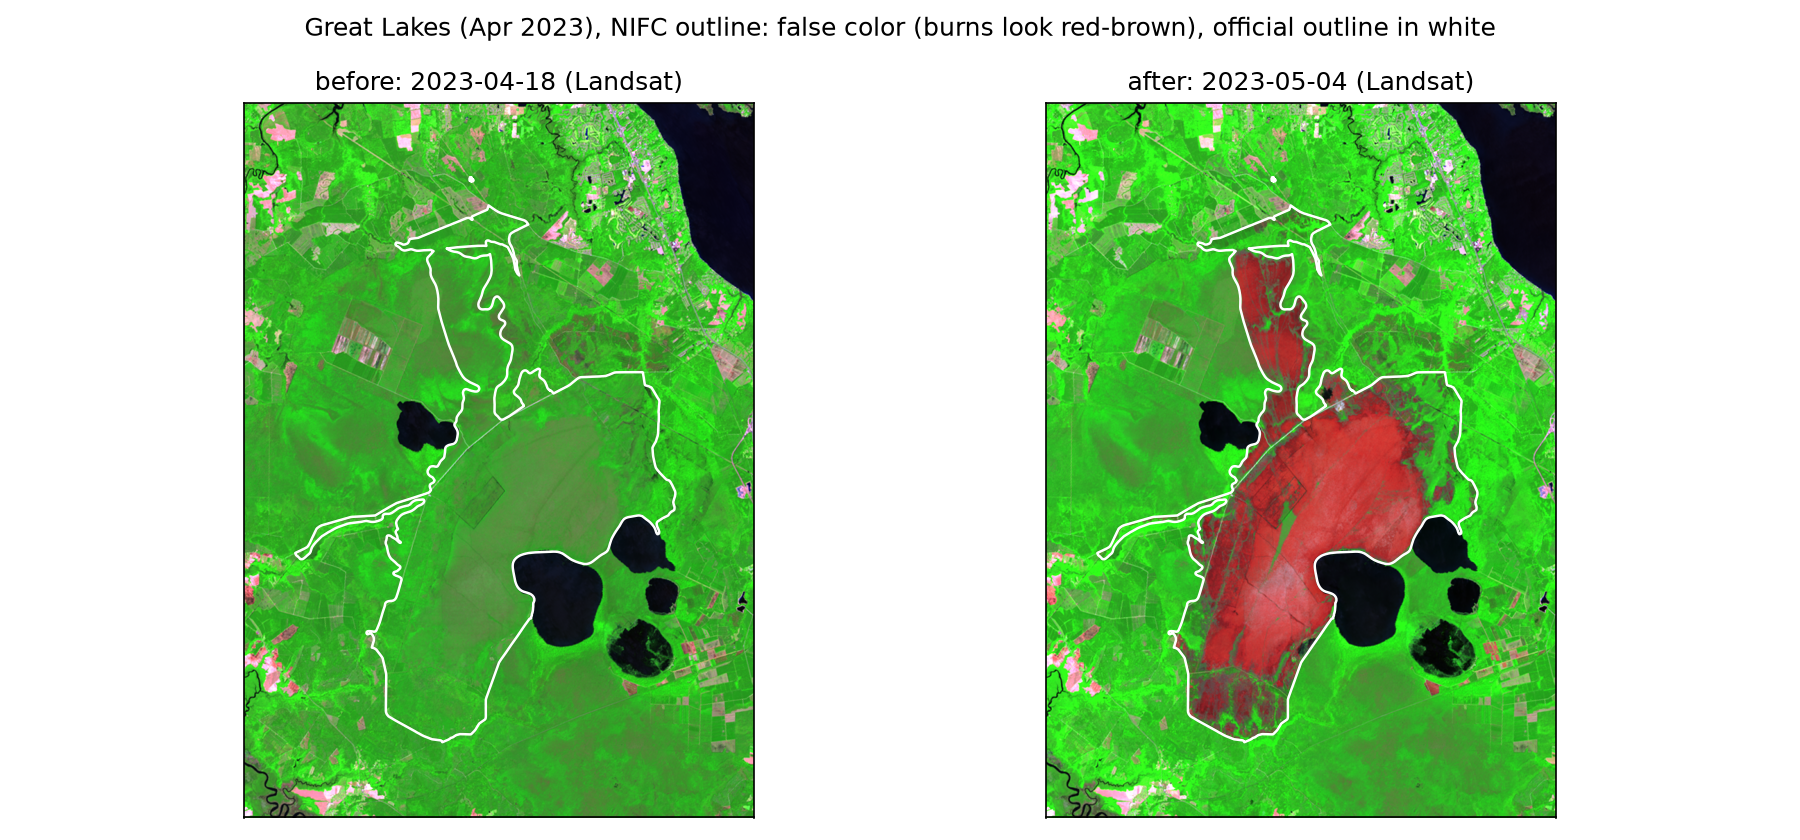 Great Lakes (Apr 2023), NIFC outline: false color (burns look red-brown), official outline in white
before: 2023-04-18 (Landsat)
after: 2023-05-04 (Landsat)